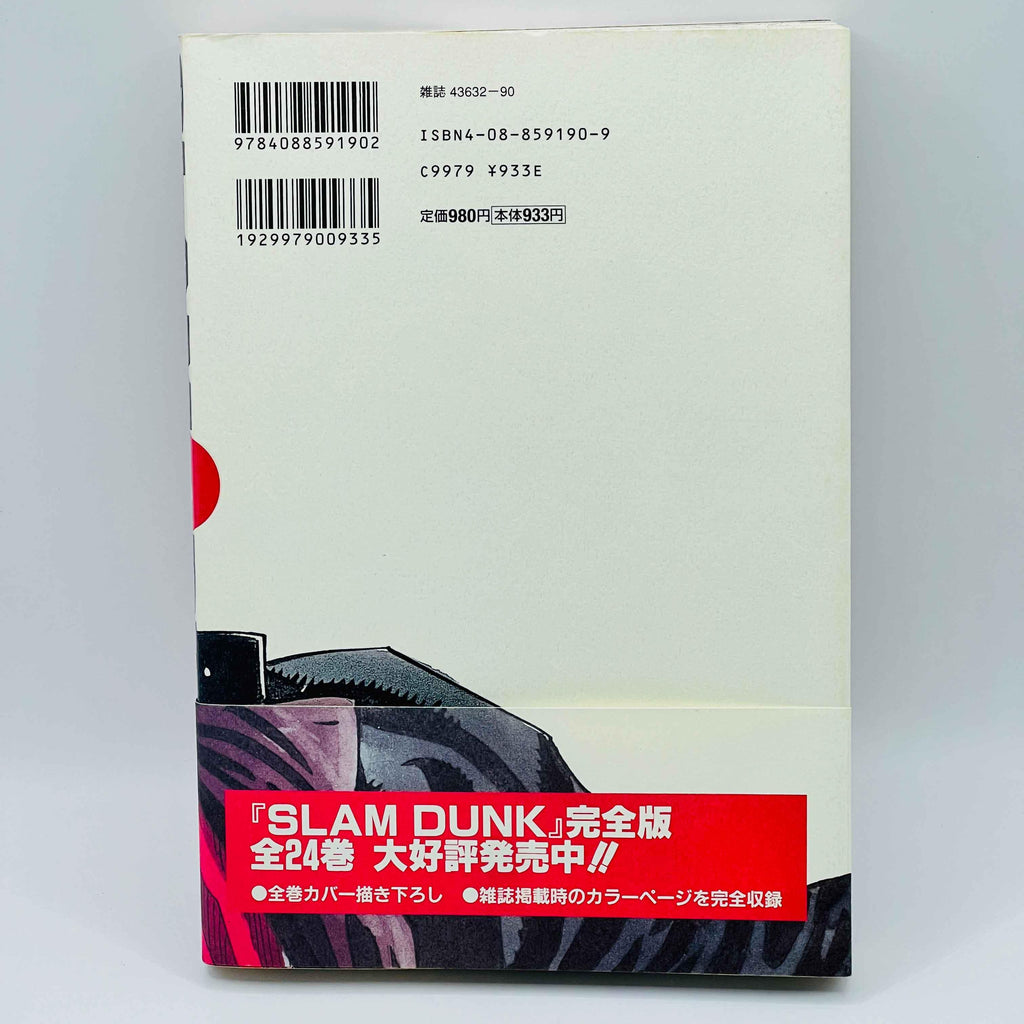 雑誌 43632-90
9784088591902
ISBN4-08-859190-9
C9979 ¥933E
1929979009335
定価980円 本体933円
『SLAM DUNK』完全版
全24巻 大好評発売中!!
●全巻カバー描き下ろし ●雑誌掲載時のカラーページを完全収録